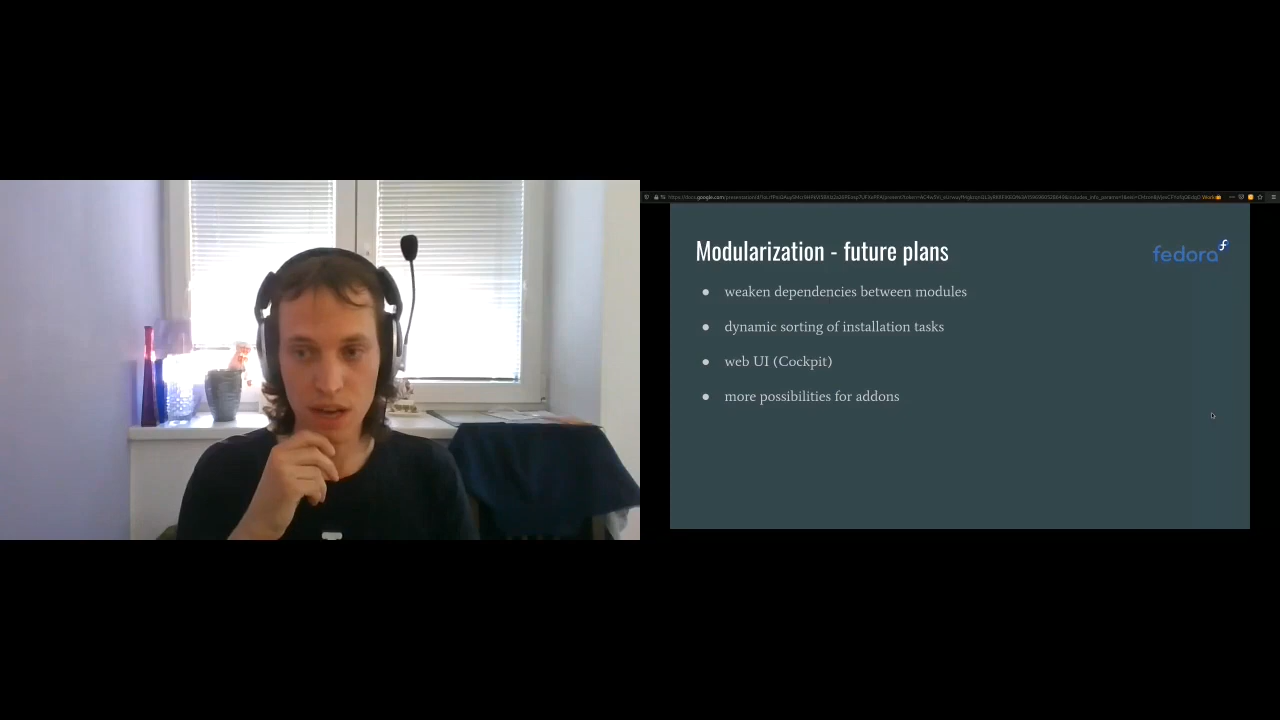 Modularization - future plans
fedora
● weaken dependencies between modules
● dynamic sorting of installation tasks
● web UI (Cockpit)
● more possibilities for addons